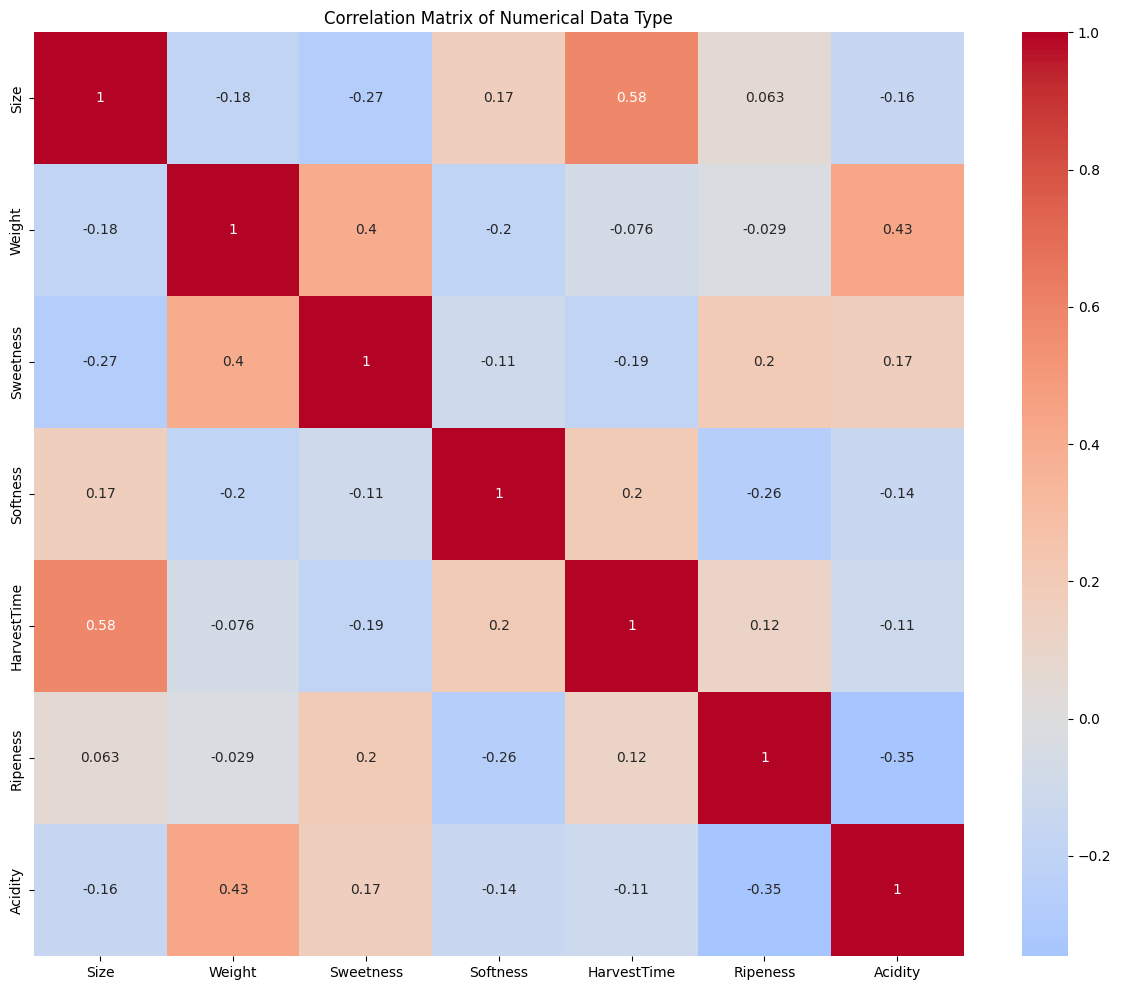 Correlation Matrix of Numerical Data Type
Size 1 -0.18 -0.27 0.17 0.58 0.063 -0.16
Weight -0.18 1 0.4 -0.2 -0.076 -0.029 0.43
Sweetness -0.27 0.4 1 -0.11 -0.19 0.2 0.17
Softness 0.17 -0.2 -0.11 1 0.2 -0.26 -0.14
HarvestTime 0.58 -0.076 -0.19 0.2 1 0.12 -0.11
Ripeness 0.063 -0.029 0.2 -0.26 0.12 1 -0.35
Acidity -0.16 0.43 0.17 -0.14 -0.11 -0.35 1
Size Weight Sweetness Softness HarvestTime Ripeness Acidity
1.0
0.8
0.6
0.4
0.2
0.0
−0.2